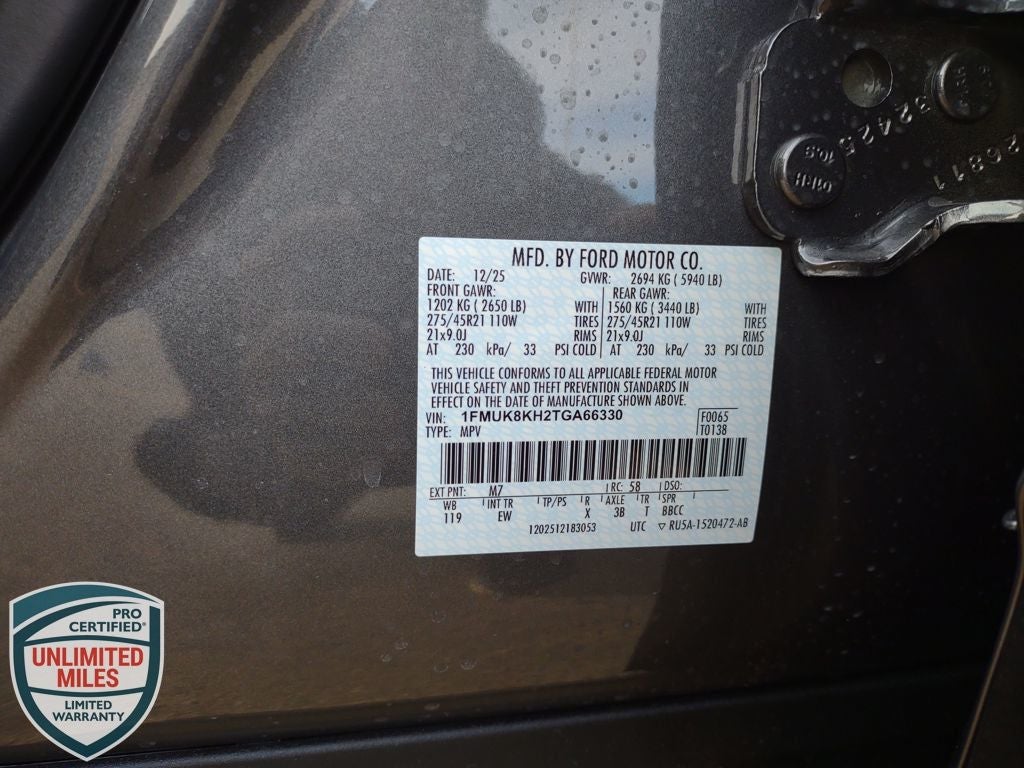 MFD. BY FORD MOTOR CO.
DATE: 12/25 GVWR: 2694 KG ( 5940 LB)
FRONT GAWR: REAR GAWR:
1202 KG ( 2650 LB) WITH 1560 KG ( 3440 LB) WITH
275/45R21 110W TIRES 275/45R21 110W TIRES
21x9.0J RIMS 21x9.0J RIMS
AT 230 kPa/ 33 PSI COLD AT 230 kPa/ 33 PSI COLD
THIS VEHICLE CONFORMS TO ALL APPLICABLE FEDERAL MOTOR
VEHICLE SAFETY AND THEFT PREVENTION STANDARDS IN
EFFECT ON THE DATE OF MANUFACTURE SHOWN ABOVE.
VIN: 1FMUK8KH2TGA66330 F0065
TYPE: MPV T0138
EXT PNT: M7 RC: 58 DSO:
WB INT TR TP/PS R AXLE TR SPR
119 EW X 3B T BBCC
1202512183053 UTC ▽ RU5A-1520472-AB
52425
26811
10.9
PRO
CERTIFIED®
UNLIMITED
MILES
LIMITED
WARRANTY